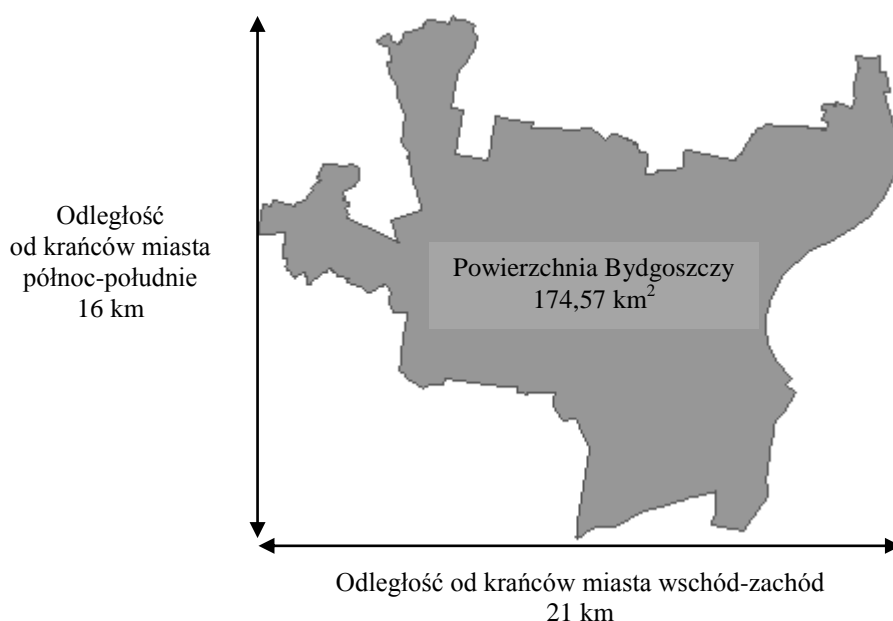 Odległość
od krańców miasta
północ-południe
16 km
Powierzchnia Bydgoszczy
174,57 km²
Odległość od krańców miasta wschód-zachód
21 km